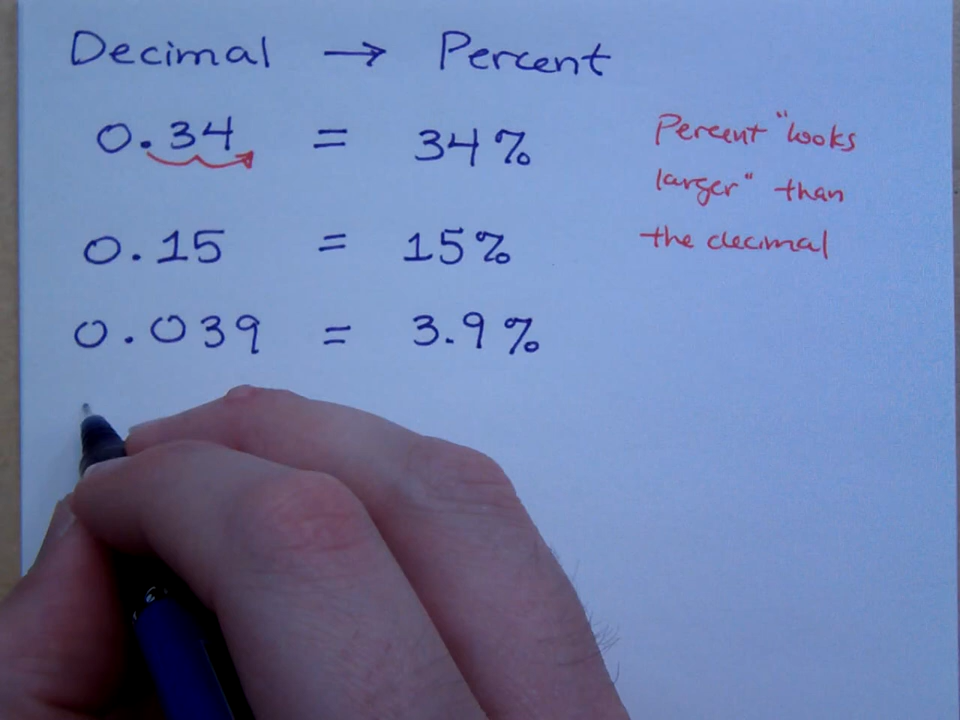 Decimal → Percent
0.34 = 34%
0.15 = 15%
0.039 = 3.9%
Percent "looks
larger" than
the decimal